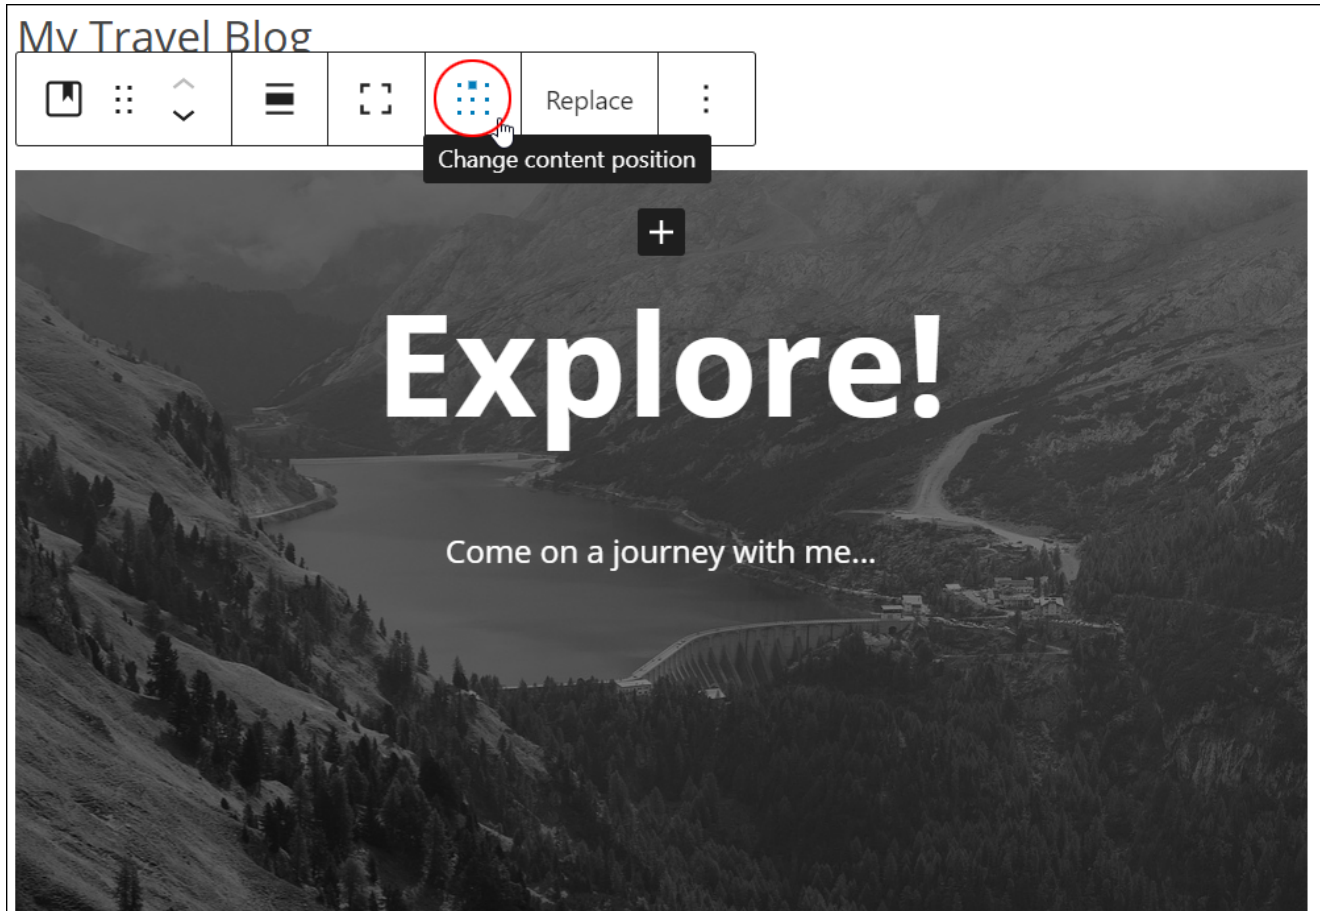 My Travel Blog
Replace
Change content position
Explore!
Come on a journey with me...